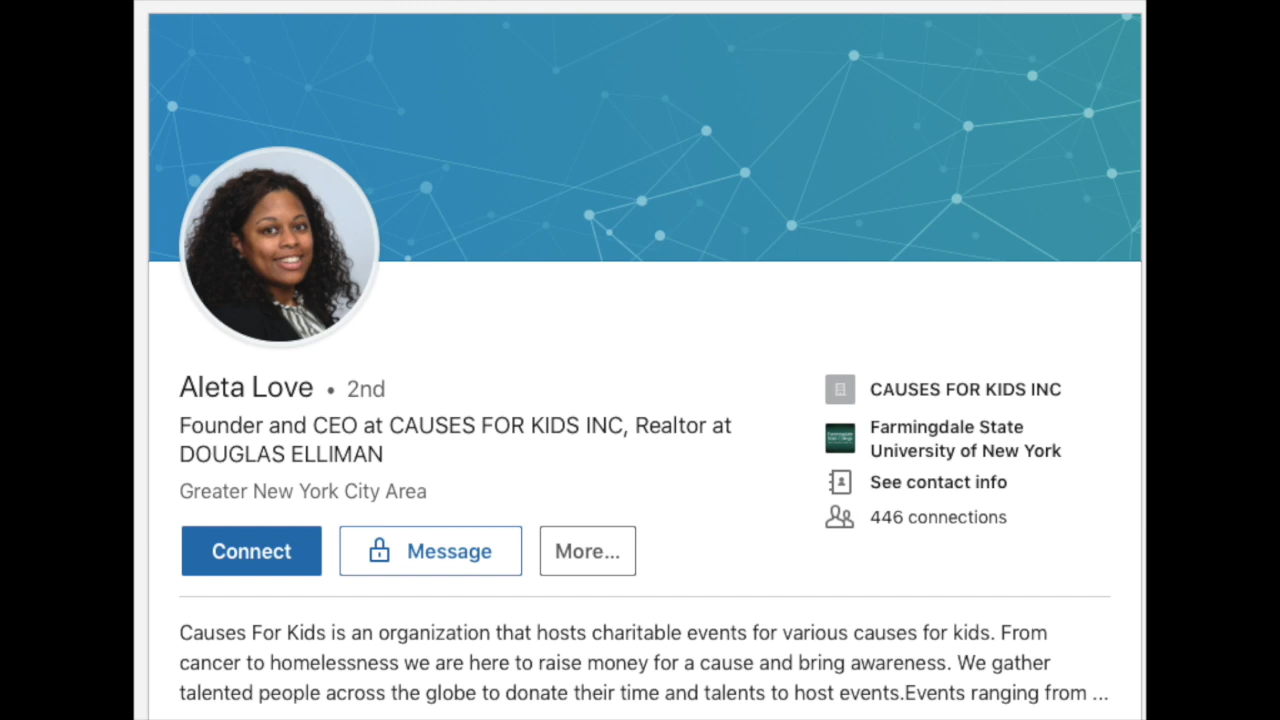 Aleta Love • 2nd
Founder and CEO at CAUSES FOR KIDS INC, Realtor at
DOUGLAS ELLIMAN
Greater New York City Area
Connect
Message
More...
CAUSES FOR KIDS INC
Farmingdale State
University of New York
See contact info
446 connections
Causes For Kids is an organization that hosts charitable events for various causes for kids. From
cancer to homelessness we are here to raise money for a cause and bring awareness. We gather
talented people across the globe to donate their time and talents to host events.Events ranging from ...